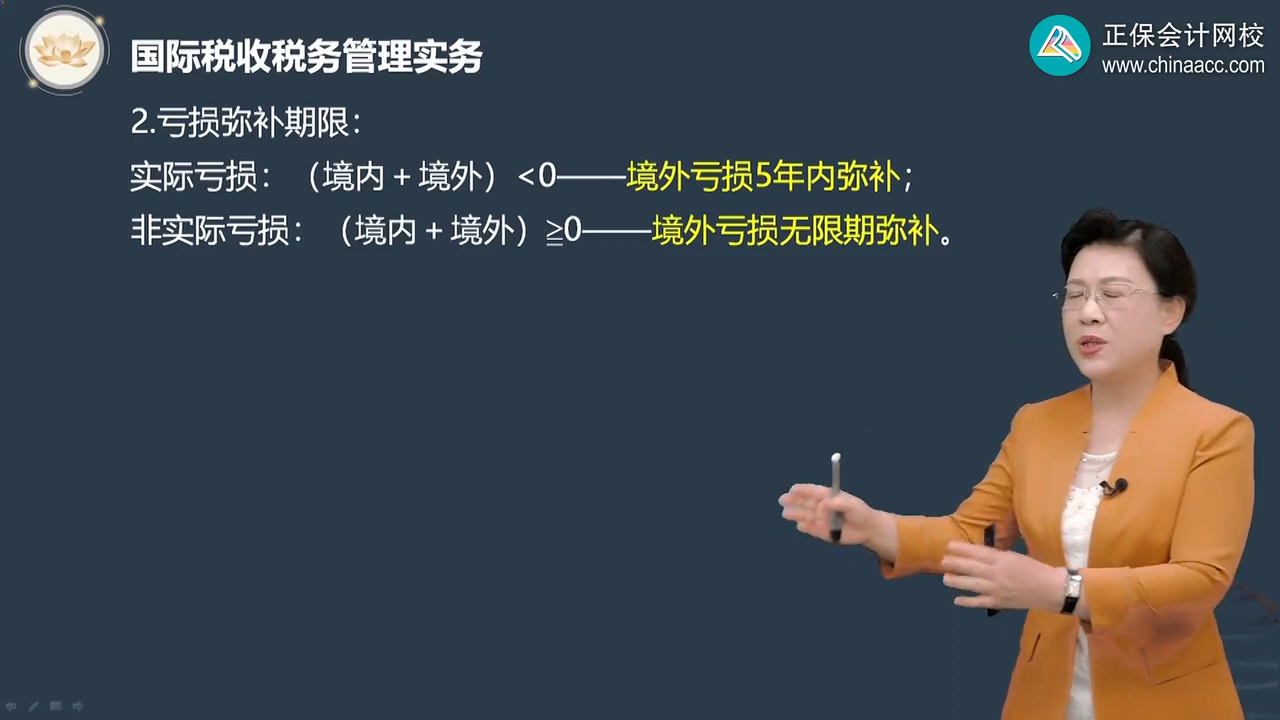 国际税收税务管理实务
正保会计网校
www.chinaacc.com
2.亏损弥补期限：
实际亏损：（境内+境外）<0——境外亏损5年内弥补；
非实际亏损：（境内+境外）≧0——境外亏损无限期弥补。